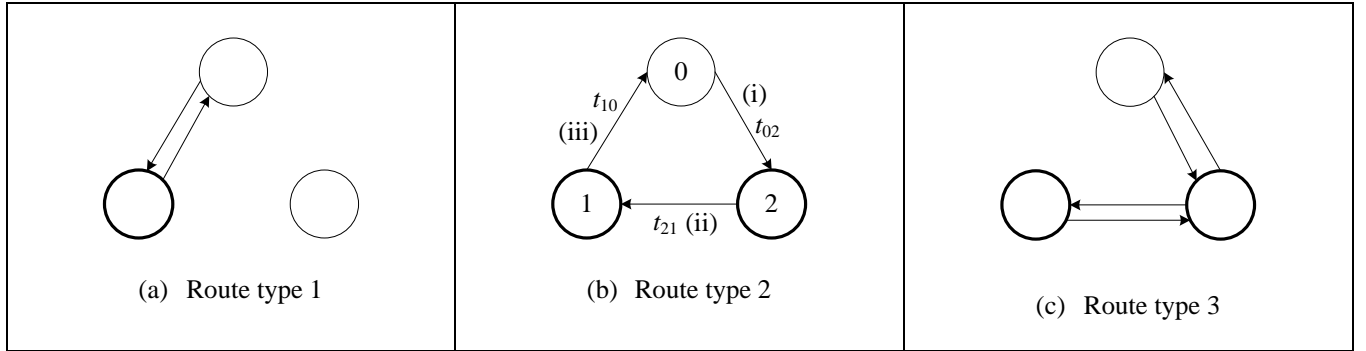 0
(i)
t10
(iii)
t02
1
2
t21 (ii)
(a) Route type 1
(b) Route type 2
(c) Route type 3